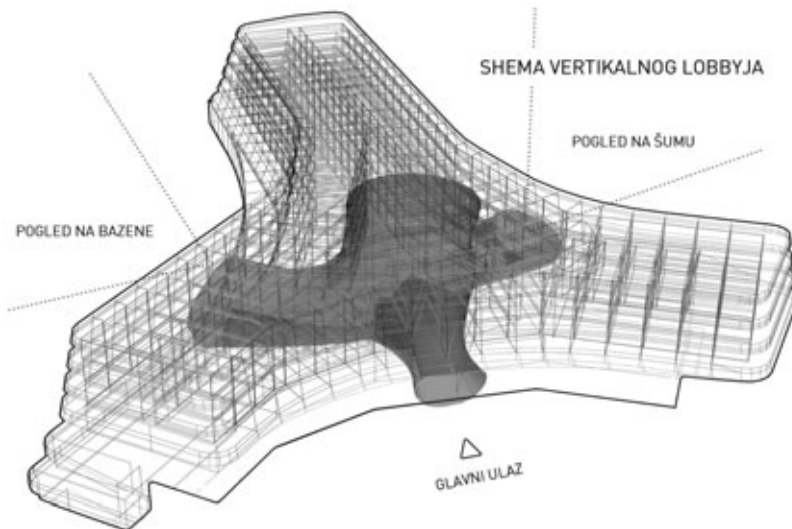 SHEMA VERTIKALNOG LOBBYJA
POGLED NA ŠUMU
POGLED NA BAZENE
GLAVNI ULAZ